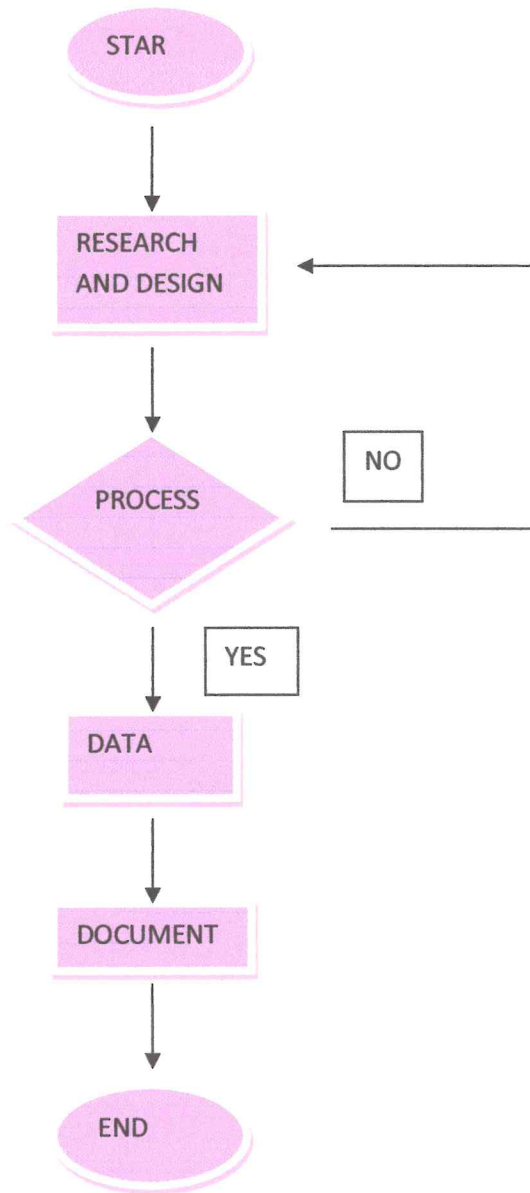 STAR
RESEARCH
AND DESIGN
NO
PROCESS
YES
DATA
DOCUMENT
END